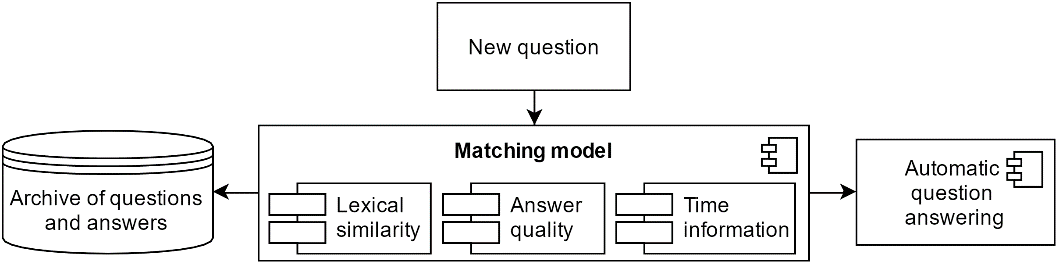 New question
Matching model
Archive of questions
and answers
Lexical
similarity
Answer
quality
Time
information
Automatic
question
answering